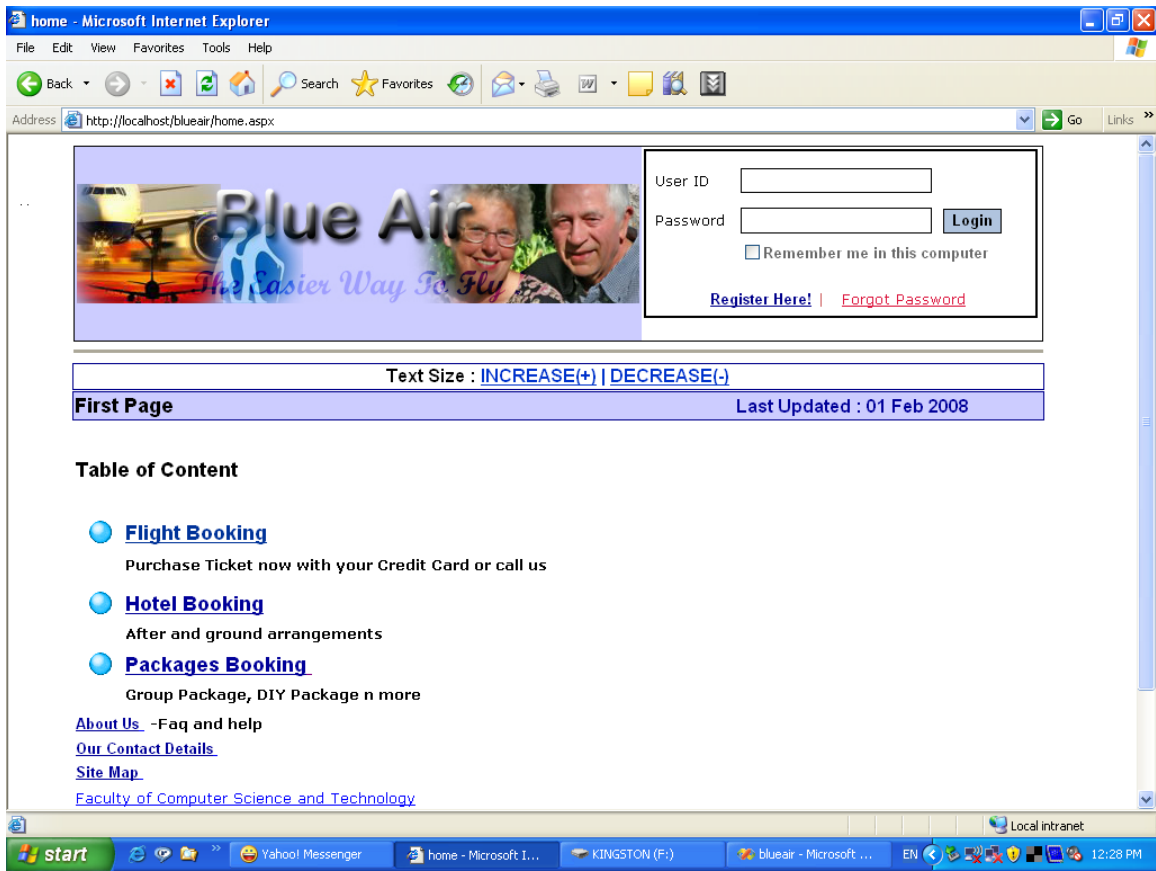 home - Microsoft Internet Explorer
File Edit View Favorites Tools Help
Back Search Favorites
Address http://localhost/blueair/home.aspx Go Links »
Blue Air
The Easier Way To Fly
User ID
Password Login
Remember me in this computer
Register Here! | Forgot Password
Text Size : INCREASE(+) | DECREASE(-)
First Page Last Updated : 01 Feb 2008
Table of Content
Flight Booking
Purchase Ticket now with your Credit Card or call us
Hotel Booking
After and ground arrangements
Packages Booking
Group Package, DIY Package n more
About Us -Faq and help
Our Contact Details
Site Map
Faculty of Computer Science and Technology
Local intranet
start » Yahoo! Messenger home - Microsoft I... KINGSTON (F:) blueair - Microsoft ... EN 12:28 PM